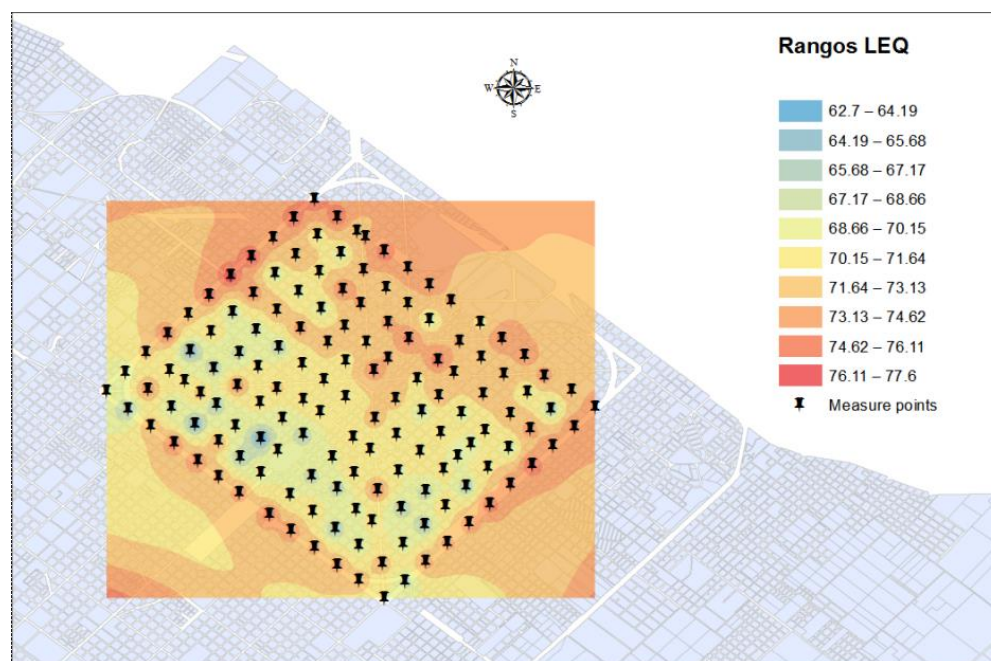 Rangos LEQ
N
W E
S
62.7 – 64.19
64.19 – 65.68
65.68 – 67.17
67.17 – 68.66
68.66 – 70.15
70.15 – 71.64
71.64 – 73.13
73.13 – 74.62
74.62 – 76.11
76.11 – 77.6
Measure points